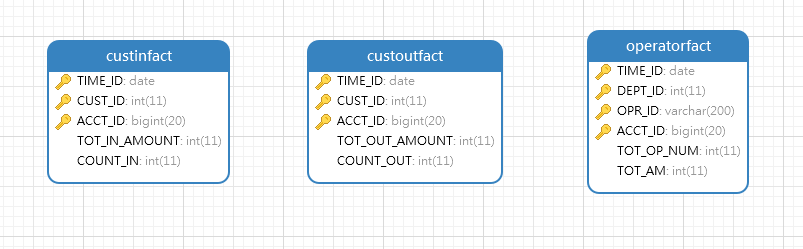 custinfact
TIME_ID: date
CUST_ID: int(11)
ACCT_ID: bigint(20)
TOT_IN_AMOUNT: int(11)
COUNT_IN: int(11)
custoutfact
TIME_ID: date
CUST_ID: int(11)
ACCT_ID: bigint(20)
TOT_OUT_AMOUNT: int(11)
COUNT_OUT: int(11)
operatorfact
TIME_ID: date
DEPT_ID: int(11)
OPR_ID: varchar(200)
ACCT_ID: bigint(20)
TOT_OP_NUM: int(11)
TOT_AM: int(11)